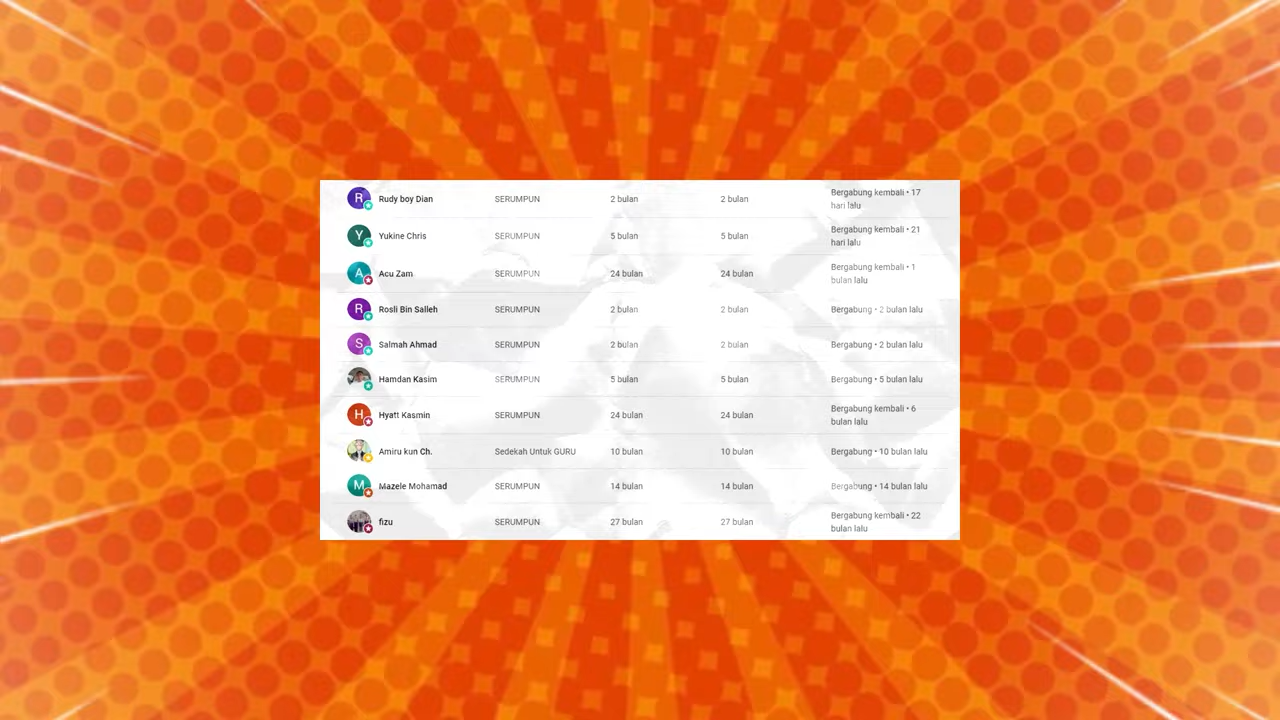 R Rudy boy Dian SERUMPUN 2 bulan 2 bulan Bergabung kembali • 17
hari lalu
Y Yukine Chris SERUMPUN 5 bulan 5 bulan Bergabung kembali • 21
hari lalu
A Acu Zam SERUMPUN 24 bulan 24 bulan Bergabung kembali • 1
bulan lalu
R Rosli Bin Salleh SERUMPUN 2 bulan 2 bulan Bergabung • 2 bulan lalu
S Salmah Ahmad SERUMPUN 2 bulan 2 bulan Bergabung • 2 bulan lalu
Hamdan Kasim SERUMPUN 5 bulan 5 bulan Bergabung • 5 bulan lalu
H Hyatt Kasmin SERUMPUN 24 bulan 24 bulan Bergabung kembali • 6
bulan lalu
Amiru kun Ch. Sedekah Untuk GURU 10 bulan 10 bulan Bergabung • 10 bulan lalu
M Mazele Mohamad SERUMPUN 14 bulan 14 bulan Bergabung • 14 bulan lalu
fizu SERUMPUN 27 bulan 27 bulan Bergabung kembali • 22
bulan lalu